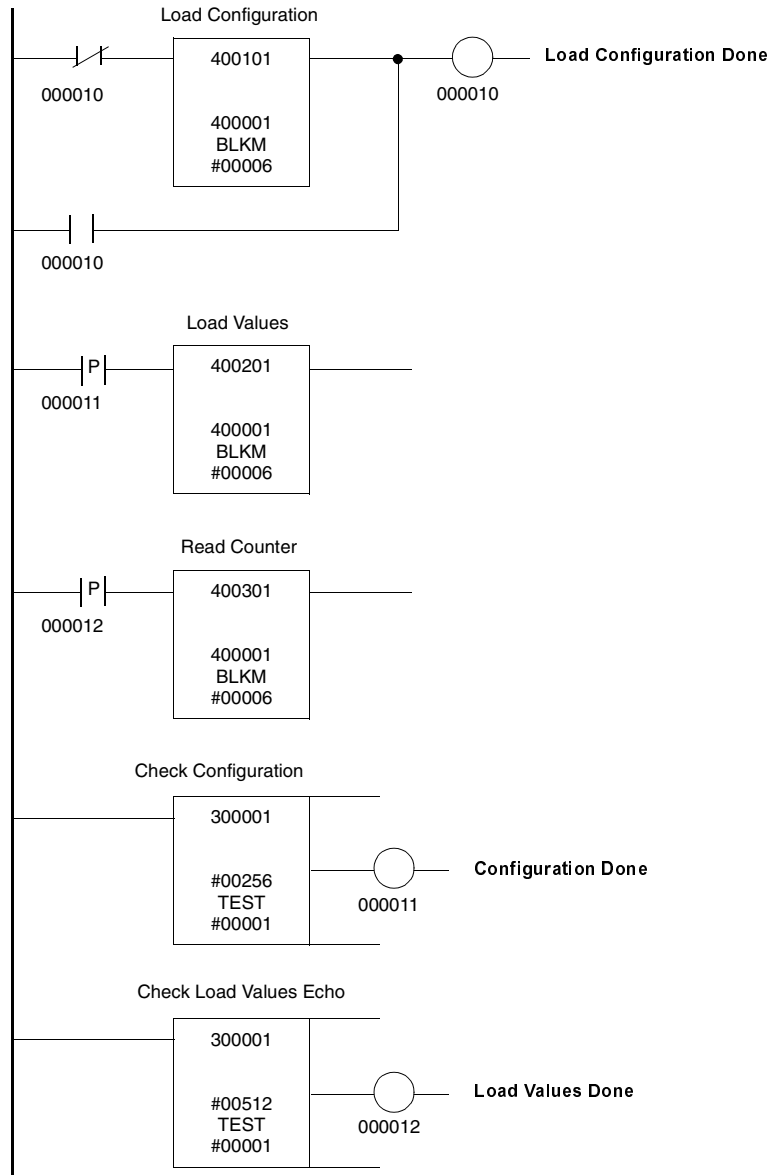 Load Configuration
400101
Load Configuration Done
000010
000010
400001
BLKM
#00006
000010
Load Values
P
400201
000011
400001
BLKM
#00006
Read Counter
P
400301
000012
400001
BLKM
#00006
Check Configuration
300001
Configuration Done
#00256
TEST
000011
#00001
Check Load Values Echo
300001
Load Values Done
#00512
TEST
000012
#00001